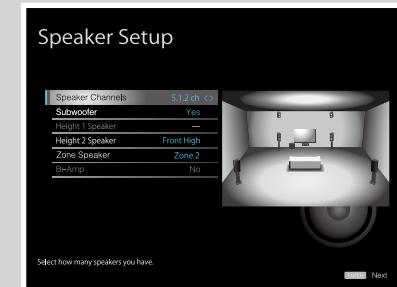 Speaker Setup
Speaker Channels 5.1.2 ch < >
Subwoofer Yes
Height 1 Speaker ---
Height 2 Speaker Front High
Zone Speaker Zone 2
Bi-Amp No
Select how many speakers you have.
ENTER Next